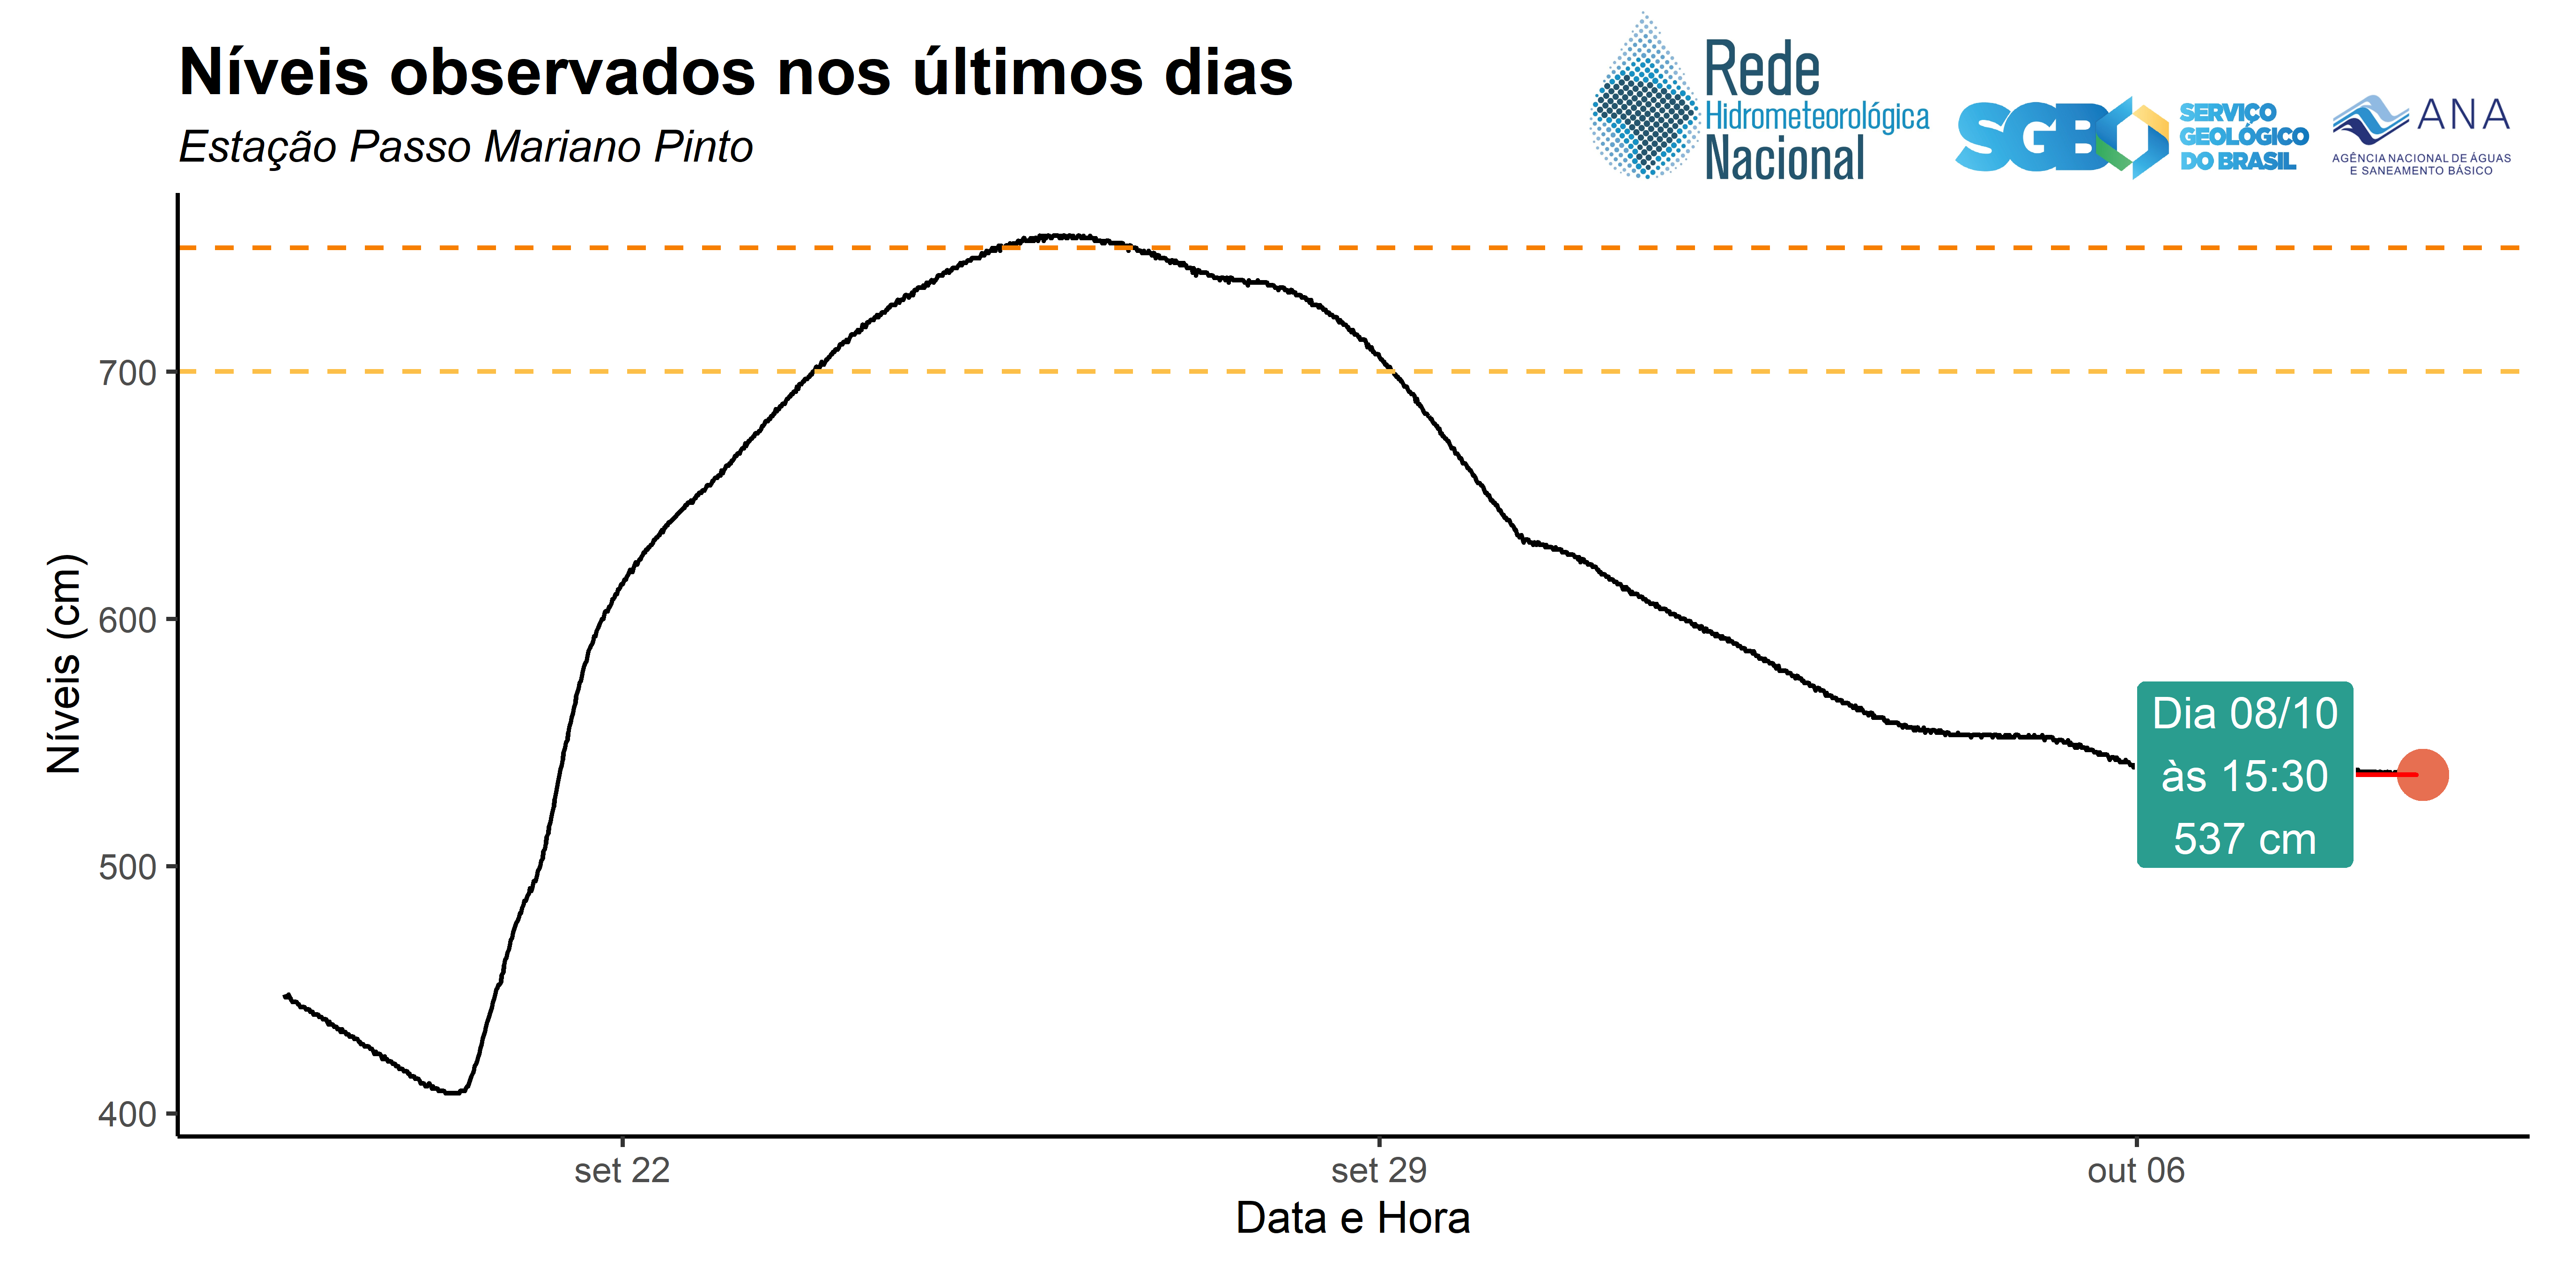 Níveis observados nos últimos dias
Estação Passo Mariano Pinto
Rede
Hidrometeorológica
Nacional
SGB
SERVIÇO
GEOLÓGICO
DO BRASIL
ANA
AGÊNCIA NACIONAL DE ÁGUAS
E SANEAMENTO BÁSICO
Níveis (cm)
700
600
500
400
Dia 08/10
às 15:30
537 cm
set 22
set 29
out 06
Data e Hora